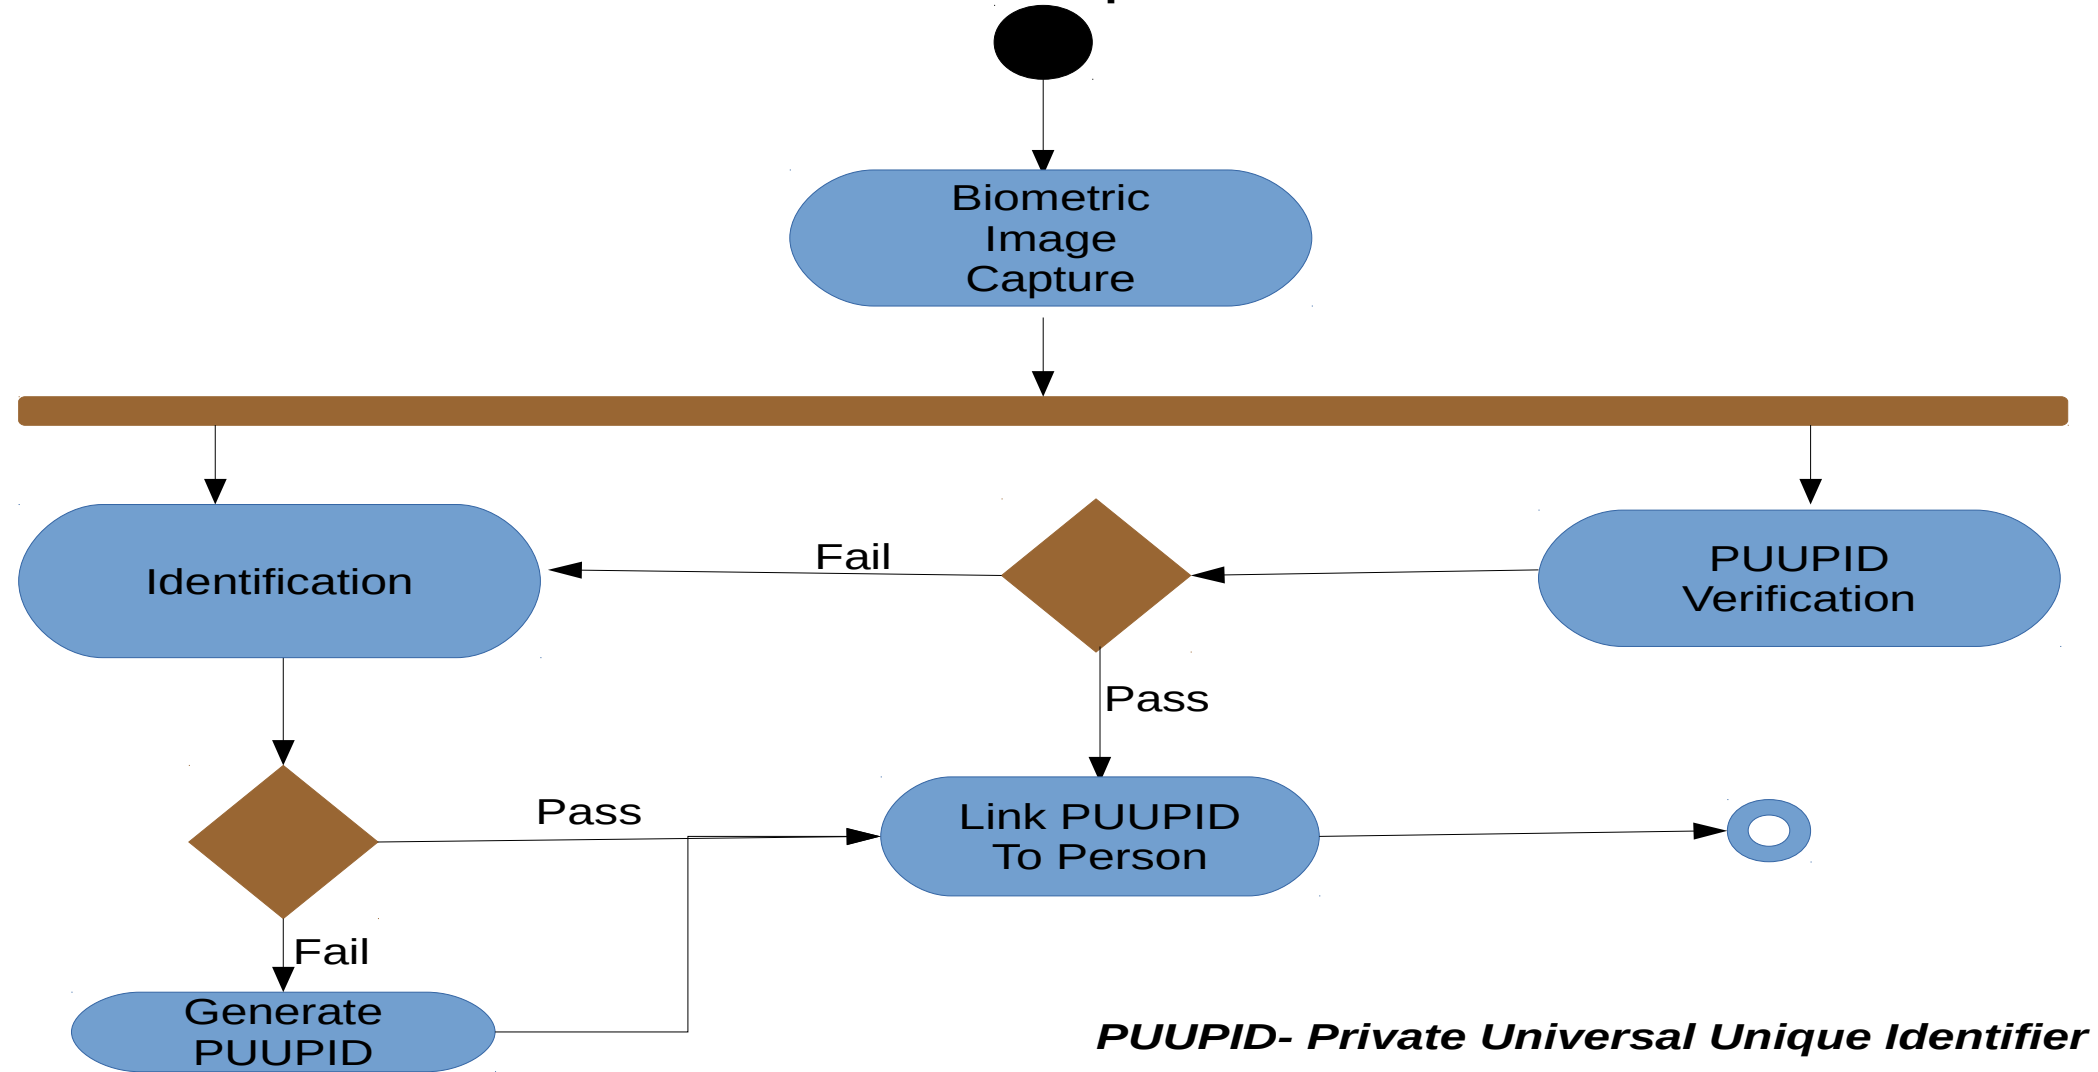 Biometric
Image
Capture
Identification
Fail
PUUPID
Verification
Pass
Pass
Link PUUPID
To Person
Fail
Generate
PUUPID
PUUPID- Private Universal Unique Identifier